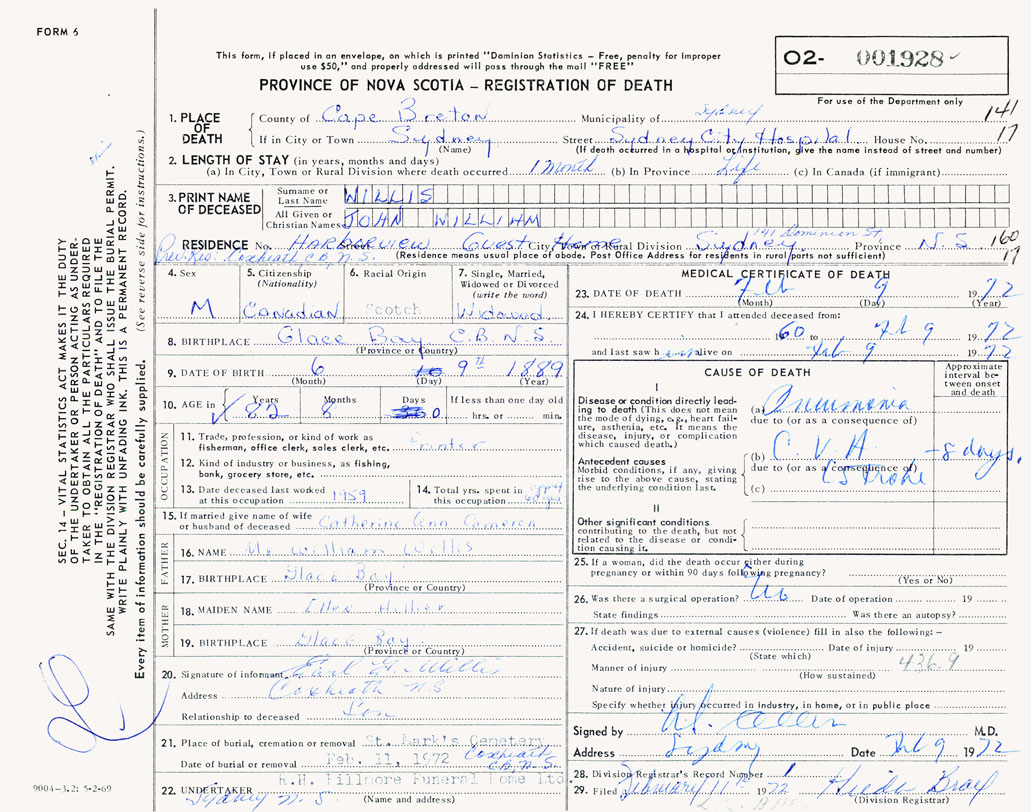 FORM 6
This form, if placed in an envelope, on which is printed "Dominion Statistics – Free, penalty for improper
use $50," and properly addressed will pass through the mail "FREE"
PROVINCE OF NOVA SCOTIA – REGISTRATION OF DEATH
O2- 001928
For use of the Department only
1. PLACE OF DEATH
County of Cape Breton Municipality of Sydney 141
If in City or Town Sydney Street Sydney City Hospital House No. 17
(Name) (If death occurred in a hospital or institution, give the name instead of street and number)
2. LENGTH OF STAY (in years, months and days)
(a) In City, Town or Rural Division where death occurred 1 Month (b) In Province Life (c) In Canada (if immigrant)
3. PRINT NAME OF DECEASED
Surname or Last Name WILLIS
All Given or Christian Names JOHN WILLIAM
141 Dominion St
RESIDENCE No. Harbourview Guest Home City, Town or Rural Division Sydney Province N.S. 160
Prev. Res: Coxheath, C.B., N.S. (Residence means usual place of abode. Post Office Address for residents in rural parts not sufficient) 17
4. Sex
M
5. Citizenship
(Nationality)
Canadian
6. Racial Origin
Scotch
7. Single, Married,
Widowed or Divorced
(write the word)
Widowed
8. BIRTHPLACE Glace Bay C.B. N.S.
(Province or Country)
9. DATE OF BIRTH 6 9th 1889
(Month) (Day) (Year)
10. AGE in Years Months Days If less than one day old
82 8 0 hrs. or min.
OCCUPATION
11. Trade, profession, or kind of work as
fisherman, office clerk, sales clerk, etc.
12. Kind of industry or business, as fishing,
bank, grocery store, etc.
13. Date deceased last worked
at this occupation 1959
14. Total yrs. spent in
this occupation
15. If married give name of wife
or husband of deceased Catherine Ann Cameron
FATHER
16. NAME Mr William Willis
17. BIRTHPLACE Glace Bay
(Province or Country)
MOTHER
18. MAIDEN NAME Ellen Hillier
19. BIRTHPLACE Glace Bay
(Province or Country)
20. Signature of informant Earl G. Willis
Address Coxheath N.S
Relationship to deceased Son
21. Place of burial, cremation or removal St. Mark's Cemetery
Coxheath
Date of burial or removal Feb. 11, 1972 C.B., N.S.
W.H. Fillmore Funeral Home Ltd.
22. UNDERTAKER Sydney N.S.
(Name and address)
MEDICAL CERTIFICATE OF DEATH
23. DATE OF DEATH Feb 9 1972
(Month) (Day)
24. I HEREBY CERTIFY that I attended deceased from:
1960 to Feb 9 1972
and last saw him alive on Feb 9 1972
CAUSE OF DEATH
Approximate interval between onset and death
I
Disease or condition directly leading to death (This does not mean the mode of dying, e.g., heart failure, asthenia, etc. It means the disease, injury, or complication which caused death.)
(a) Pneumonia
due to (or as a consequence of)
Antecedent causes
Morbid conditions, if any, giving rise to the above cause, stating the underlying condition last.
(b) C.V.A. - 8 days.
due to (or as a consequence of)
(Stroke
(c)
II
Other significant conditions
contributing to the death, but not related to the disease or condition causing it.
25. If a woman, did the death occur either during
pregnancy or within 90 days following pregnancy?
(Yes or No)
26. Was there a surgical operation? No Date of operation 19
State findings Was there an autopsy?
27. If death was due to external causes (violence) fill in also the following: –
Accident, suicide or homicide? Date of injury 19
(State which)
Manner of injury 436.9
(How sustained)
Nature of injury
Specify whether injury occurred in industry, in home, or in public place
Signed by M.D.
Address Sydney Date Feb 9 1972
28. Division Registrar's Record Number
29. Filed February 11th 1972 Hilda Bray
(Division Registrar)
SEC. 14 – VITAL STATISTICS ACT MAKES IT THE DUTY
OF THE UNDERTAKER OR PERSON ACTING AS UNDERTAKER
TO OBTAIN ALL THE PARTICULARS REQUIRED
IN THE "REGISTRATION OF DEATH" AND TO FILE
SAME WITH THE DIVISION REGISTRAR WHO SHALL ISSUE THE BURIAL PERMIT.
WRITE PLAINLY WITH UNFADING INK. THIS IS A PERMANENT RECORD.
Every item of information should be carefully supplied. (See reverse side for instructions.)
9004-3.2: 5-2-69